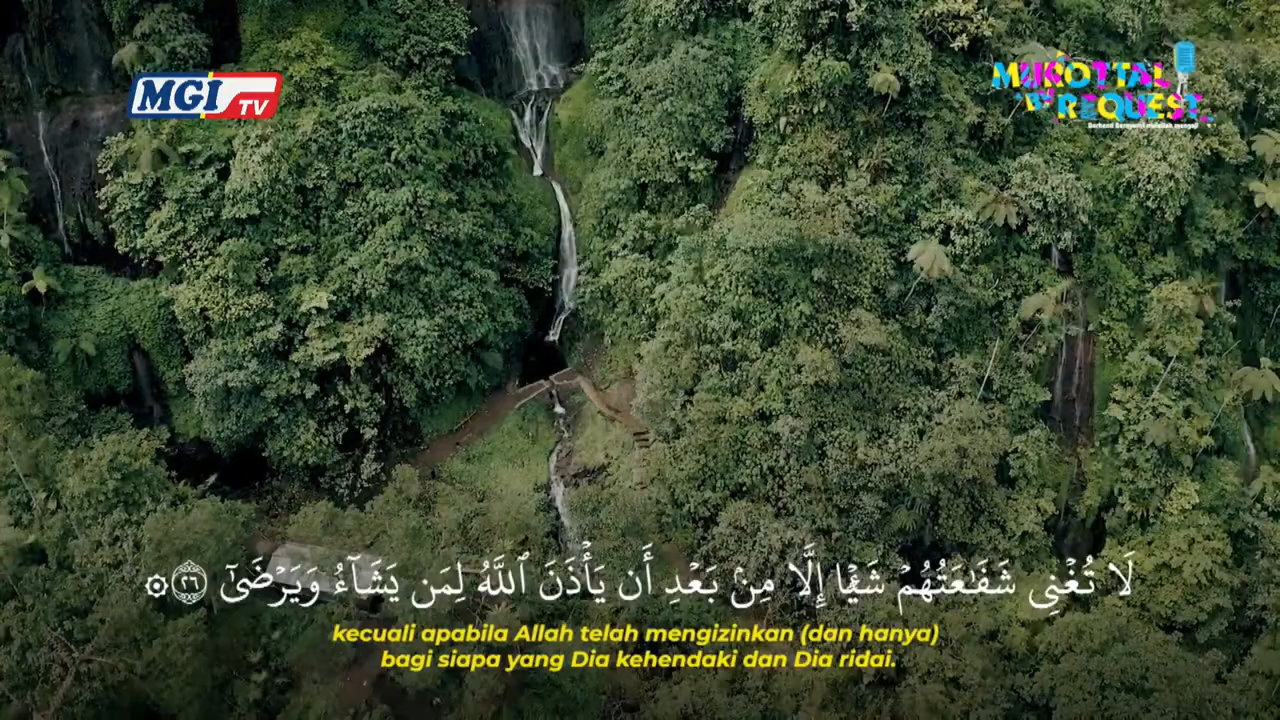 MGI TV
MUROTTAL
BY REQUEST
لَا تُغْنِى شَفَـٰعَتُهُمْ شَيْـًٔا إِلَّا مِنۢ بَعْدِ أَن يَأْذَنَ ٱللَّهُ لِمَن يَشَآءُ وَيَرْضَىٰٓ ٢٦ ۞
kecuali apabila Allah telah mengizinkan (dan hanya)
bagi siapa yang Dia kehendaki dan Dia ridai.